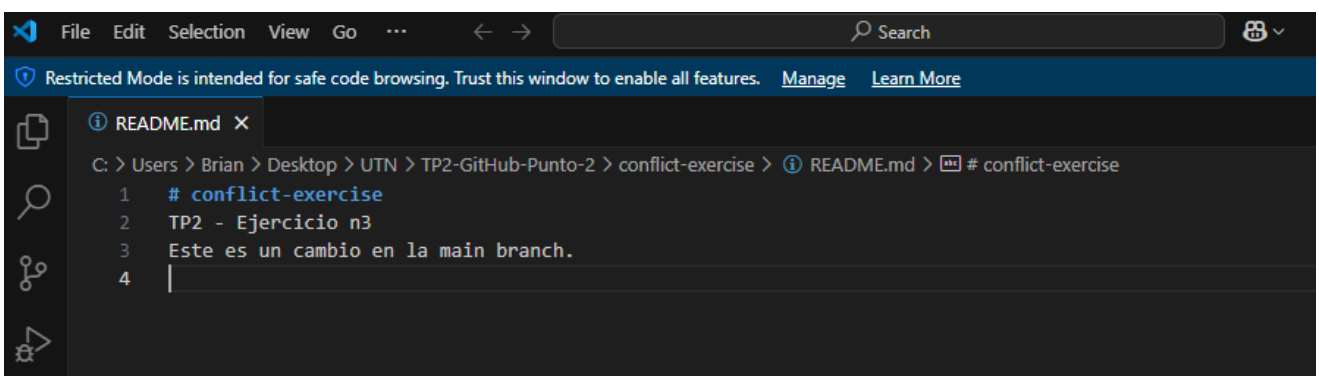 File Edit Selection View Go ··· ← → Search
Restricted Mode is intended for safe code browsing. Trust this window to enable all features. Manage Learn More
README.md ×
C: > Users > Brian > Desktop > UTN > TP2-GitHub-Punto-2 > conflict-exercise > README.md > abc # conflict-exercise
1 # conflict-exercise
2 TP2 - Ejercicio n3
3 Este es un cambio en la main branch.
4